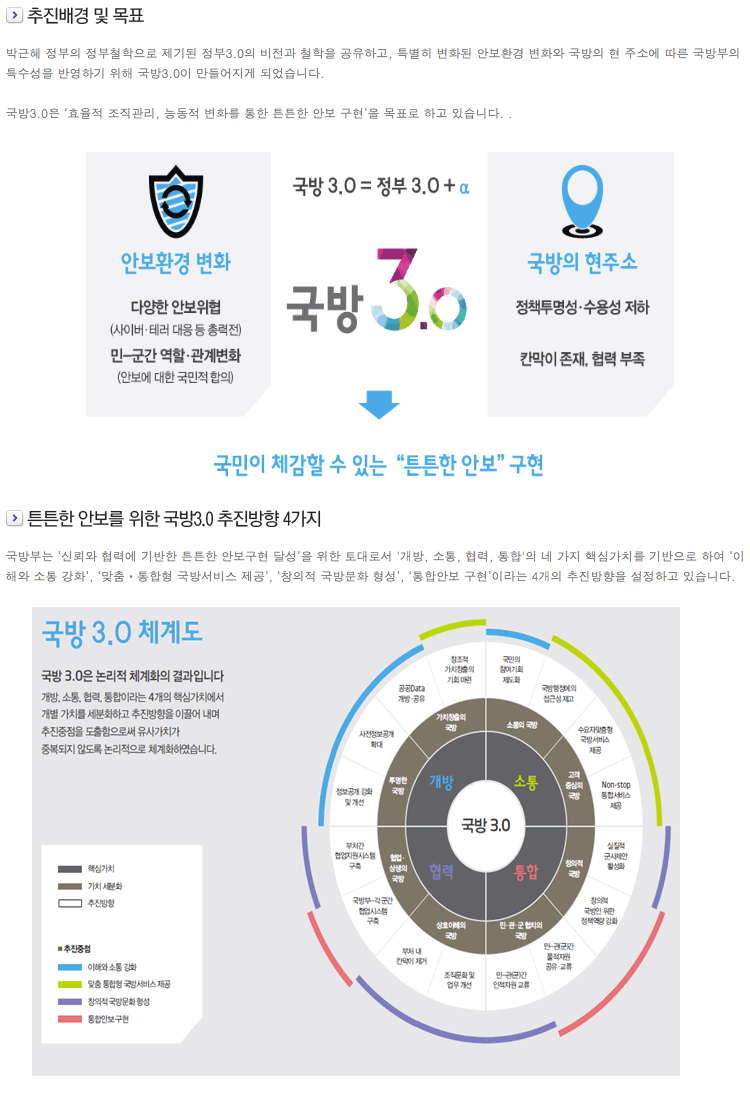 추진배경 및 목표
박근혜 정부의 정부철학으로 제기된 정부3.0의 비전과 철학을 공유하고, 특별히 변화된 안보환경 변화와 국방의 현 주소에 따른 국방부의
특수성을 반영하기 위해 국방3.0이 만들어지게 되었습니다.
국방3.0은 ‘효율적 조직관리, 능동적 변화를 통한 튼튼한 안보 구현’을 목표로 하고 있습니다. .
안보환경 변화
다양한 안보위협
(사이버·테러 대응 등 총력전)
민-군간 역할·관계변화
(안보에 대한 국민적 합의)
국방 3.0 = 정부 3.0 + α
국방 3.0
국방의 현주소
정책투명성·수용성 저하
칸막이 존재, 협력 부족
국민이 체감할 수 있는 “튼튼한 안보” 구현
튼튼한 안보를 위한 국방3.0 추진방향 4가지
국방부는 ‘신뢰와 협력에 기반한 튼튼한 안보구현 달성’을 위한 토대로서 '개방, 소통, 협력, 통합'의 네 가지 핵심가치를 기반으로 하여 ‘이
해와 소통 강화’, ‘맞춤·통합형 국방서비스 제공’, ‘창의적 국방문화 형성’, ‘통합안보 구현’이라는 4개의 추진방향을 설정하고 있습니다.
국방 3.0 체계도
국방 3.0은 논리적 체계화의 결과입니다
개방, 소통, 협력, 통합이라는 4개의 핵심가치에서
개별 가치를 세분화하고 추진방향을 이끌어 내며
추진중점을 도출함으로써 유사가치가
중복되지 않도록 논리적으로 체계화하였습니다.
핵심가치
가치 세분화
추진방향
■ 추진중점
이해와 소통 강화
맞춤 통합형 국방서비스 제공
창의적 국방문화 형성
통합안보 구현
국방 3.0
개방
소통
협력
통합
가치창출의
국방
소통의 국방
투명한
국방
고객
중심의
국방
협업·
상생의
국방
창의적
국방
상호이해의
국방
민·관·군 협치의
국방
창조적
가치창출의
기회 마련
국민의
참여기회
제도화
공공Data
개방·공유
국방행정에의
접근성 제고
사전정보공개
확대
수요자맞춤형
국방서비스
제공
정보공개 강화
및 개선
Non-stop
통합서비스
제공
부처간
협업지원시스템
구축
실질적
군사제안
활성화
국방부-각 군간
협업시스템
구축
창의적
국방인 위한
정책역량 강화
부처 내
칸막이 제거
민-관(군)간
물적자원
공유·교류
조직문화 및
업무 개선
민-관(군)간
인적자원 교류